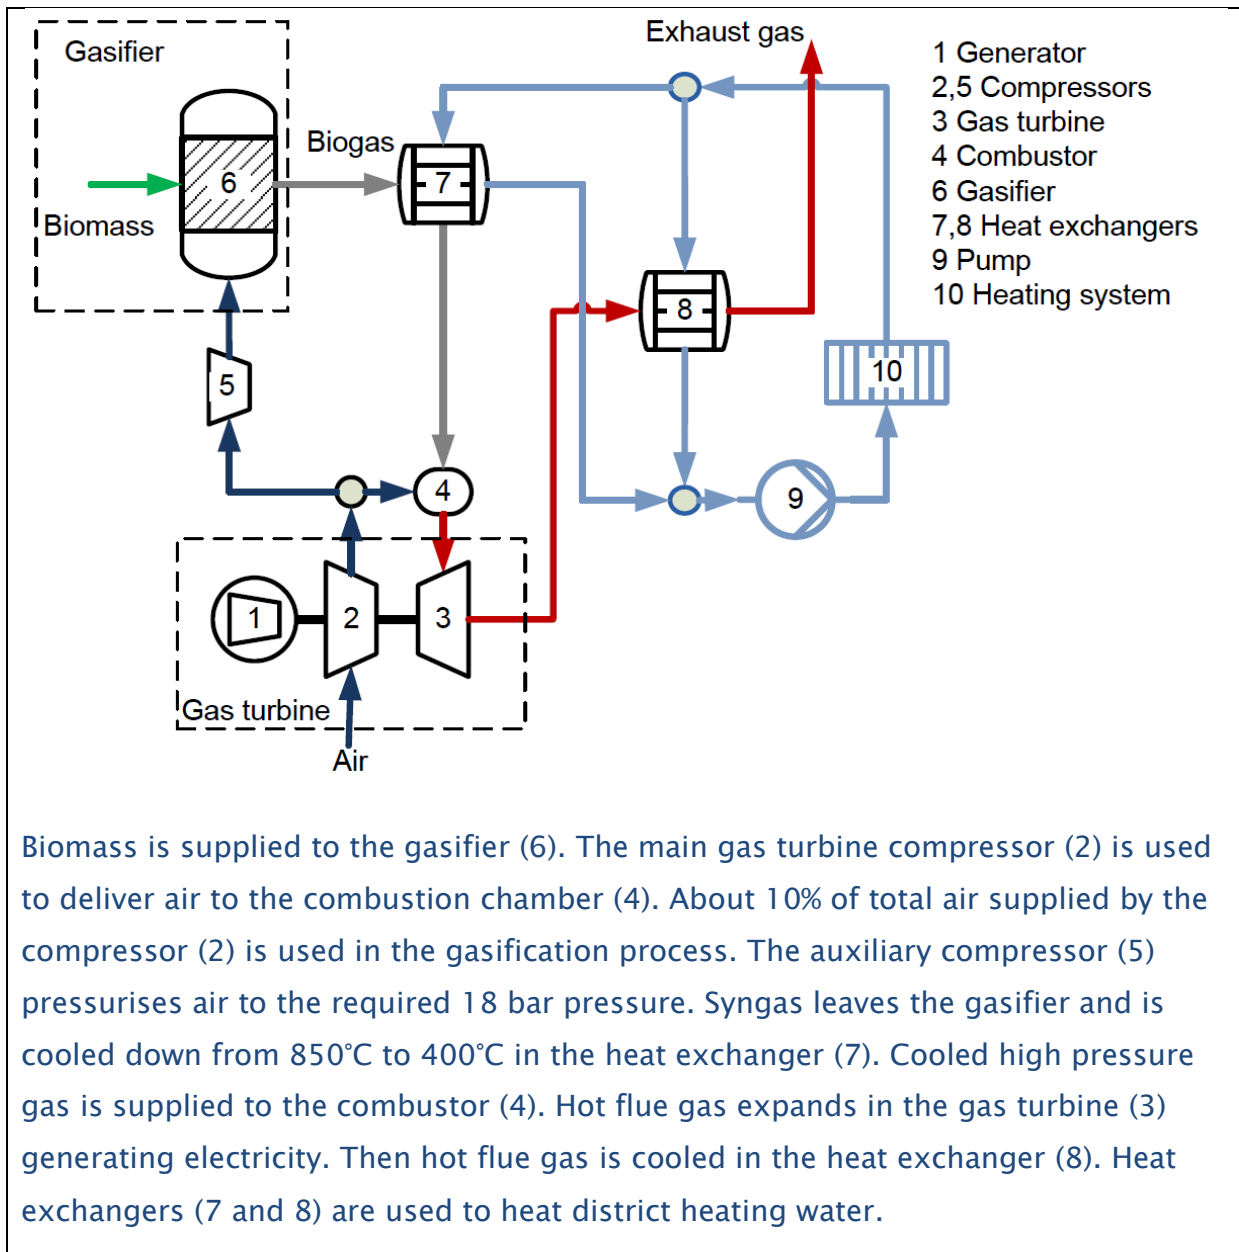 Gasifier
Exhaust gas
1 Generator
2,5 Compressors
3 Gas turbine
4 Combustor
6 Gasifier
7,8 Heat exchangers
9 Pump
10 Heating system
Biogas
6
7
Biomass
8
5
10
4
9
1
2
3
Gas turbine
Air
Biomass is supplied to the gasifier (6). The main gas turbine compressor (2) is used
to deliver air to the combustion chamber (4). About 10% of total air supplied by the
compressor (2) is used in the gasification process. The auxiliary compressor (5)
pressurises air to the required 18 bar pressure. Syngas leaves the gasifier and is
cooled down from 850°C to 400°C in the heat exchanger (7). Cooled high pressure
gas is supplied to the combustor (4). Hot flue gas expands in the gas turbine (3)
generating electricity. Then hot flue gas is cooled in the heat exchanger (8). Heat
exchangers (7 and 8) are used to heat district heating water.